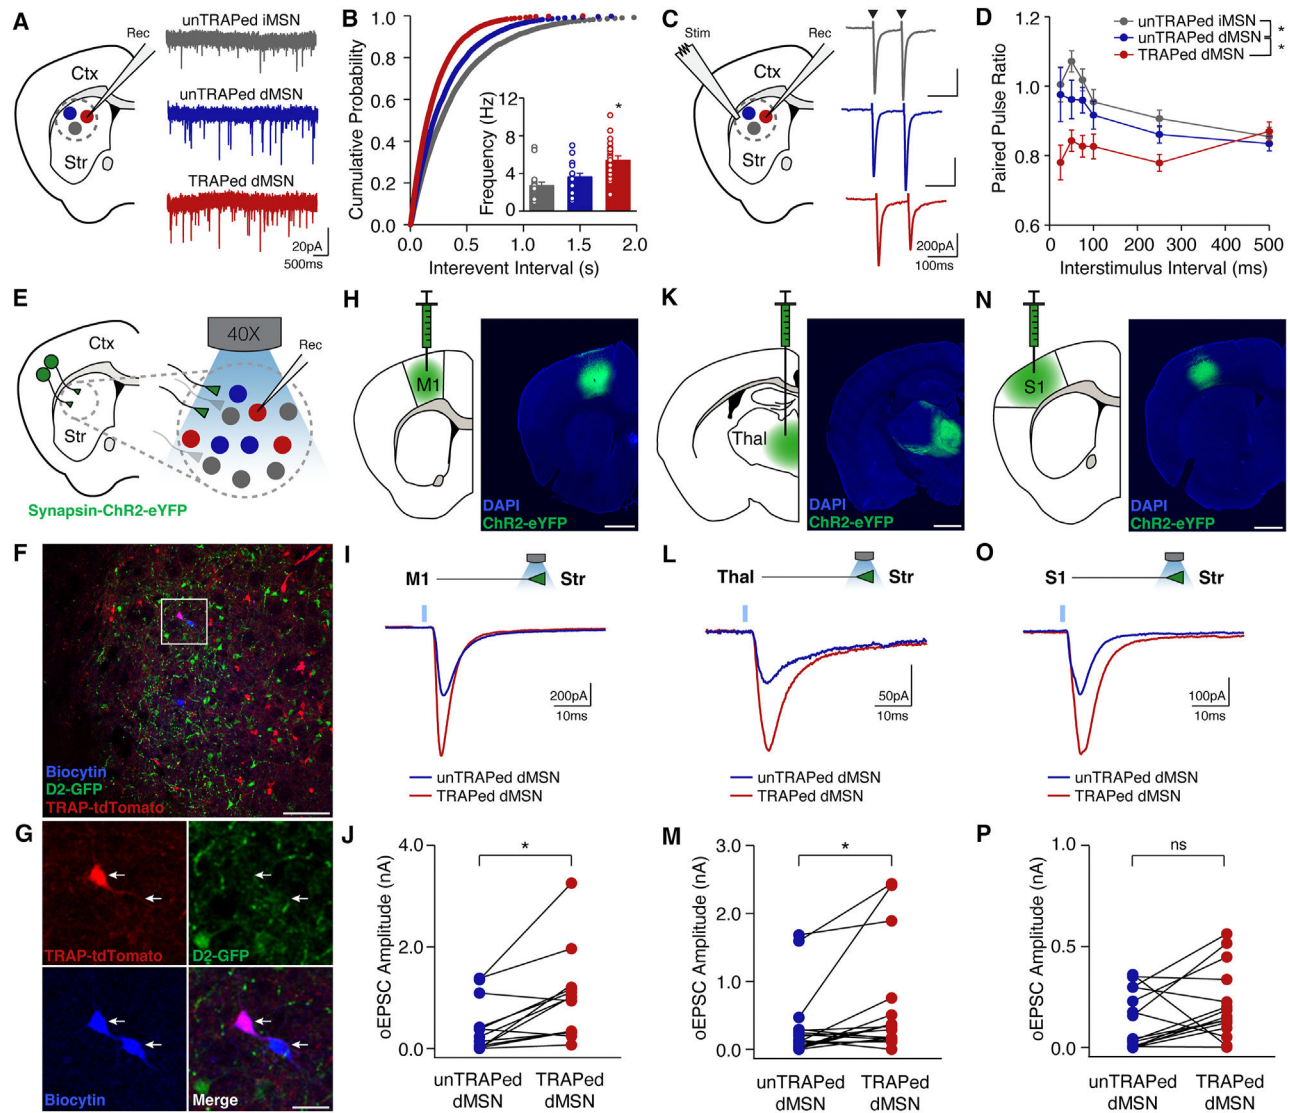 A
Rec
Ctx
Str
unTRAPed iMSN
unTRAPed dMSN
TRAPed dMSN
20pA
500ms
B
Cumulative Probability
1.0
0.8
0.6
0.4
0.2
0.0
0.0
0.5
1.0
1.5
2.0
Interevent Interval (s)
Frequency (Hz)
12
8
4
0
*
C
Stim
Rec
Ctx
Str
200pA
100ms
D
Paired Pulse Ratio
1.2
1.0
0.8
0.6
0
100
200
300
400
500
Interstimulus Interval (ms)
unTRAPed iMSN
unTRAPed dMSN
TRAPed dMSN
*
*
E
Ctx
Str
40X
Rec
Synapsin-ChR2-eYFP
H
M1
DAPI
ChR2-eYFP
K
Thal
DAPI
ChR2-eYFP
N
S1
DAPI
ChR2-eYFP
F
Biocytin
D2-GFP
TRAP-tdTomato
I
M1
Str
200pA
10ms
unTRAPed dMSN
TRAPed dMSN
L
Thal
Str
50pA
10ms
unTRAPed dMSN
TRAPed dMSN
O
S1
Str
100pA
10ms
unTRAPed dMSN
TRAPed dMSN
G
TRAP-tdTomato
D2-GFP
Biocytin
Merge
J
oEPSC Amplitude (nA)
4.0
2.0
0.0
*
unTRAPed
dMSN
TRAPed
dMSN
M
oEPSC Amplitude (nA)
3.0
2.0
1.0
0.0
*
unTRAPed
dMSN
TRAPed
dMSN
P
oEPSC Amplitude (nA)
1.0
0.5
0.0
ns
unTRAPed
dMSN
TRAPed
dMSN